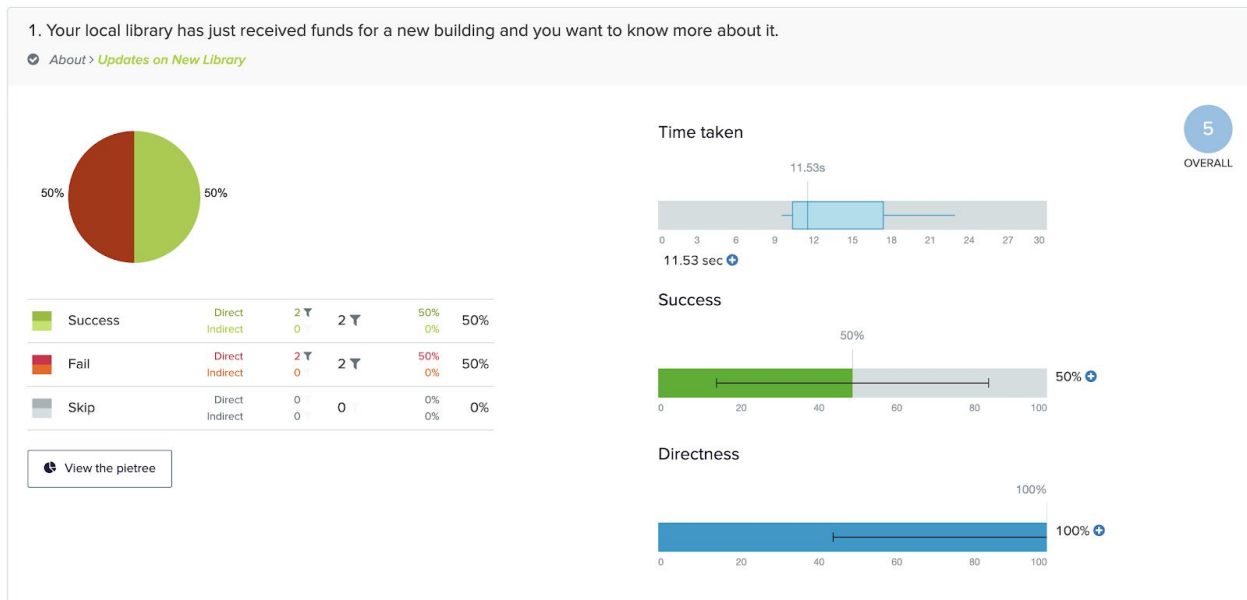 1. Your local library has just received funds for a new building and you want to know more about it.
About > Updates on New Library
50%
50%
Success Direct 2 2 50% 50%
Indirect 0 0%
Fail Direct 2 2 50% 50%
Indirect 0 0%
Skip Direct 0 0 0% 0%
Indirect 0 0%
View the pietree
Time taken
11.53s
0 3 6 9 12 15 18 21 24 27 30
11.53 sec
Success
50%
50%
0 20 40 60 80 100
Directness
100%
100%
0 20 40 60 80 100
5
OVERALL